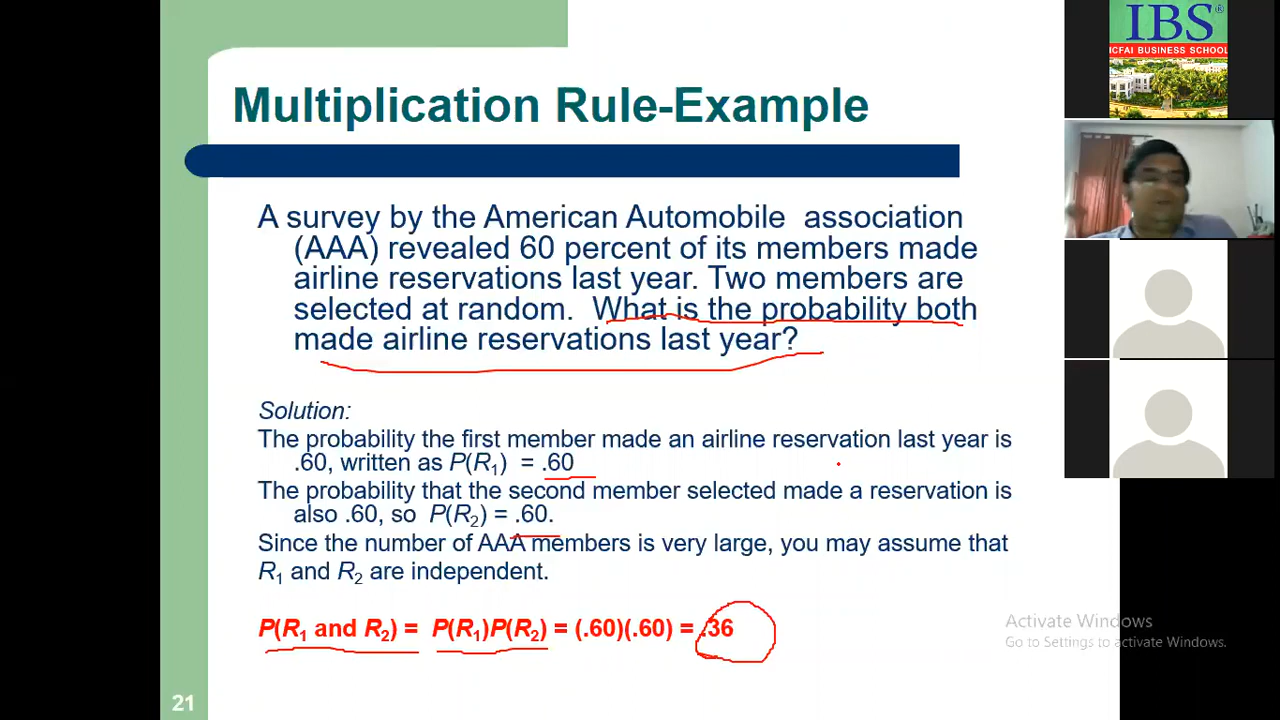 IBS®
ICFAI BUSINESS SCHOOL
Multiplication Rule-Example
A survey by the American Automobile association
(AAA) revealed 60 percent of its members made
airline reservations last year. Two members are
selected at random. What is the probability both
made airline reservations last year?
Solution:
The probability the first member made an airline reservation last year is
.60, written as P(R1) = .60
The probability that the second member selected made a reservation is
also .60, so P(R2) = .60.
Since the number of AAA members is very large, you may assume that
R1 and R2 are independent.
P(R1 and R2) = P(R1)P(R2) = (.60)(.60) = .36
Activate Windows
Go to Settings to activate Windows.
21